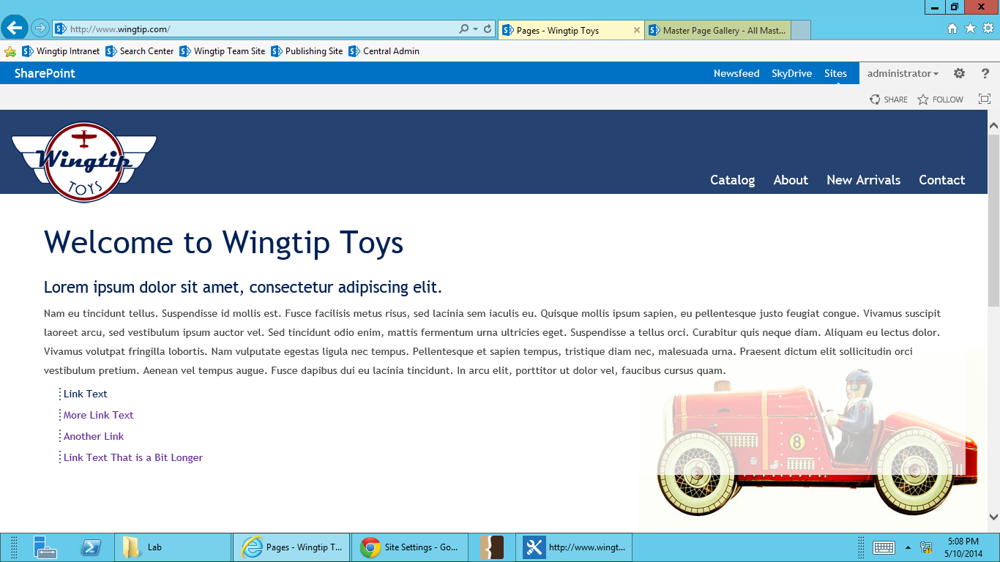 http://www.wingtip.com/
Pages - Wingtip Toys
Master Page Gallery - All Mast...
Wingtip Intranet
Search Center
Wingtip Team Site
Publishing Site
Central Admin
SharePoint
Newsfeed
SkyDrive
Sites
administrator
?
SHARE
FOLLOW
Wingtip
TOYS
Catalog
About
New Arrivals
Contact
Welcome to Wingtip Toys
Lorem ipsum dolor sit amet, consectetur adipiscing elit.
Nam eu tincidunt tellus. Suspendisse id mollis est. Fusce facilisis metus risus, sed lacinia sem iaculis eu. Quisque mollis ipsum sapien, eu pellentesque justo feugiat congue. Vivamus suscipit
laoreet arcu, sed vestibulum ipsum auctor vel. Sed tincidunt odio enim, mattis fermentum urna ultricies eget. Suspendisse a tellus orci. Curabitur quis neque diam. Aliquam eu lectus dolor.
Vivamus volutpat fringilla lobortis. Nam vulputate egestas ligula nec tempus. Pellentesque et sapien tempus, tristique diam nec, malesuada urna. Praesent dictum elit sollicitudin orci
vestibulum pretium. Aenean vel tempus augue. Fusce dapibus dui eu lacinia tincidunt. In arcu elit, porttitor ut dolor vel, faucibus cursus quam.
Link Text
More Link Text
Another Link
Link Text That is a Bit Longer
8
Lab
Pages - Wingtip T...
Site Settings - Go...
http://www.wingt...
5:08 PM
5/10/2014